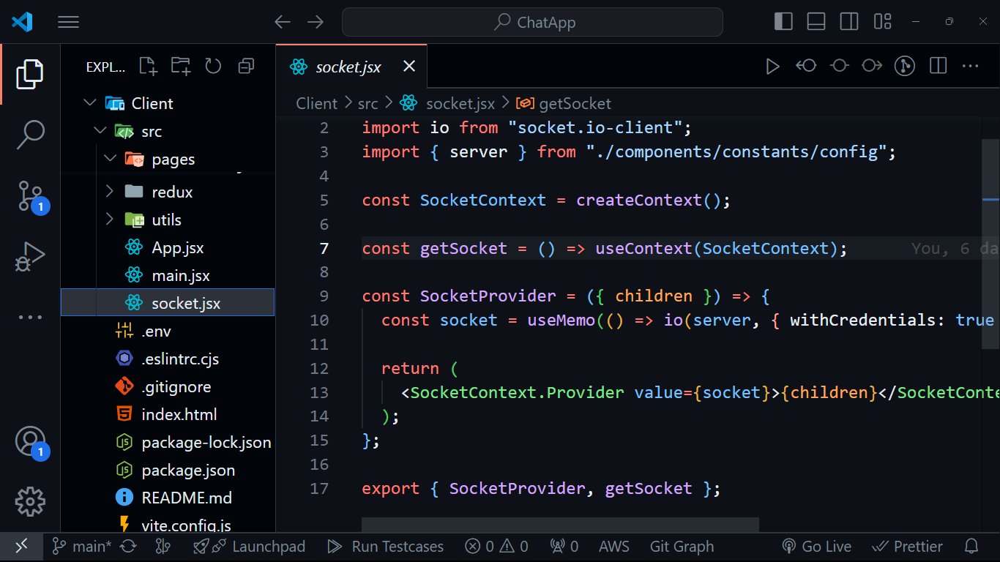 ChatApp
EXPL...
Client
src
pages
redux
utils
App.jsx
main.jsx
socket.jsx
.env
.eslintrc.cjs
.gitignore
index.html
package-lock.json
package.json
README.md
vite.config.js
1
1
socket.jsx
Client > src > socket.jsx > getSocket
2 import io from "socket.io-client";
3 import { server } from "./components/constants/config";
4
5 const SocketContext = createContext();
6
7 const getSocket = () => useContext(SocketContext); You, 6 da
8
9 const SocketProvider = ({ children }) => {
10 const socket = useMemo(() => io(server, { withCredentials: true
11
12 return (
13 <SocketContext.Provider value={socket}>{children}</SocketConte
14 );
15 };
16
17 export { SocketProvider, getSocket };
main* Launchpad Run Testcases 0 0 0 AWS Git Graph Go Live Prettier